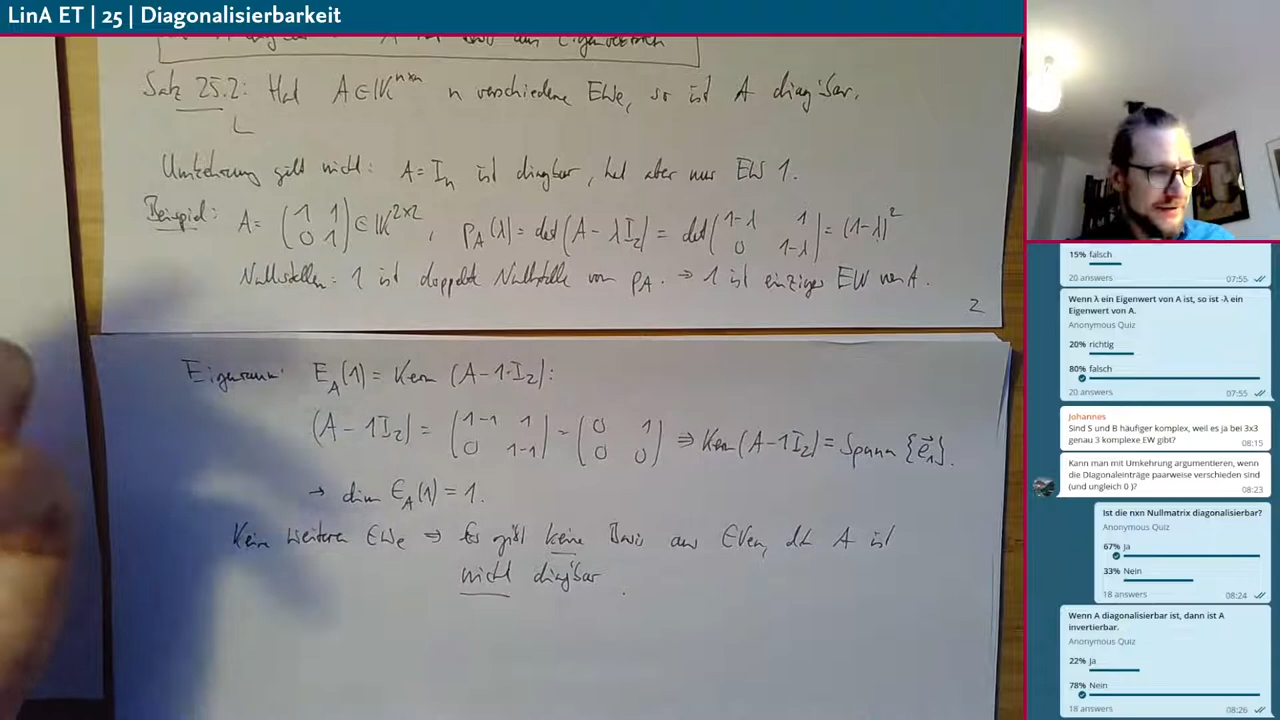 LinA ET | 25 | Diagonalisierbarkeit
Eigenvektoren
Satz 25.2: Hat A ∈ K^{n×n} n verschiedene EWe, so ist A diag'bar.
Umkehrung gilt nicht: A = I_n ist diag'bar, hat aber nur EW 1.
Beispiel: A = (1 1; 0 1) ∈ K^{2×2}, p_A(λ) = det(A - λI_2) = det(1-λ 1; 0 1-λ) = (1-λ)^2
Nullstellen: 1 ist doppelte Nullstelle von p_A. → 1 ist einziger EW von A.
2
Eigenraum: E_A(1) = Kern (A - 1·I_2):
(A - 1I_2) = (1-1 1; 0 1-1) = (0 1; 0 0) ⇒ Kern(A - 1I_2) = Spann {e⃗_1}.
→ dim E_A(1) = 1.
Keine weiteren EWe ⇒ Es gibt keine Basis aus EVen, d.h. A ist
nicht diag'bar.
15% falsch
20 answers 07:55
Wenn λ ein Eigenwert von A ist, so ist -λ ein
Eigenwert von A.
Anonymous Quiz
20% richtig
80% falsch
20 answers 07:55
Johannes
Sind S und B häufiger komplex, weil es ja bei 3x3
genau 3 komplexe EW gibt? 08:15
Kann man mit Umkehrung argumentieren, wenn
die Diagonaleinträge paarweise verschieden sind
(und ungleich 0 )? 08:23
Ist die nxn Nullmatrix diagonalisierbar?
Anonymous Quiz
67% Ja
33% Nein
18 answers 08:24
Wenn A diagonalisierbar ist, dann ist A
invertierbar.
Anonymous Quiz
22% Ja
78% Nein
18 answers 08:26